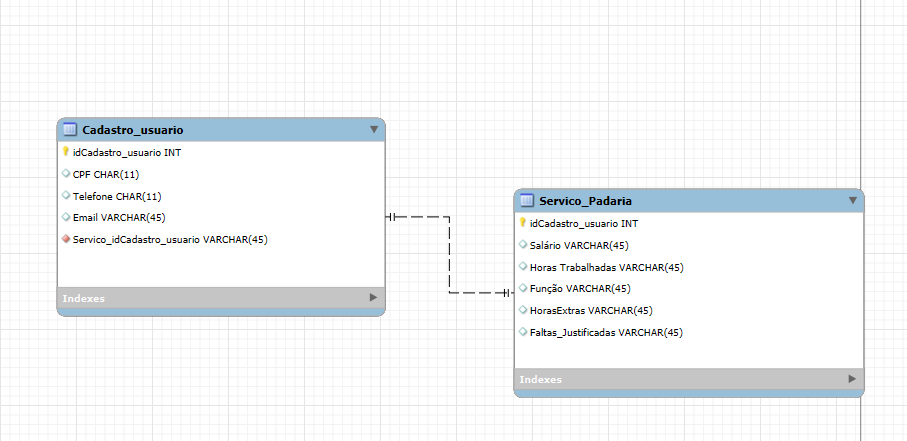 Cadastro_usuario
idCadastro_usuario INT
CPF CHAR(11)
Telefone CHAR(11)
Email VARCHAR(45)
Servico_idCadastro_usuario VARCHAR(45)
Indexes
Servico_Padaria
idCadastro_usuario INT
Salário VARCHAR(45)
Horas Trabalhadas VARCHAR(45)
Função VARCHAR(45)
HorasExtras VARCHAR(45)
Faltas_Justificadas VARCHAR(45)
Indexes